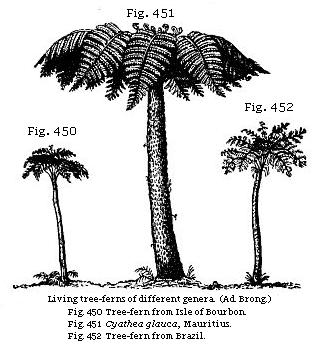 Fig. 451
Fig. 452
Fig. 450
Living tree-ferns of different genera. (Ad. Brong.)
Fig. 450 Tree-fern from Isle of Bourbon.
Fig. 451 Cyathea glauca, Mauritius.
Fig. 452 Tree-fern from Brazil.